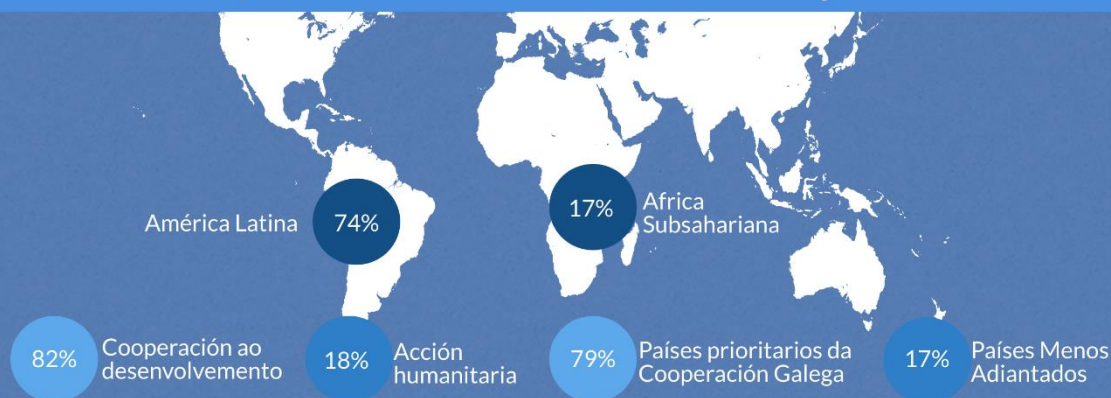 América Latina
74%
17%
Africa
Subsahariana
82%
Cooperación ao
desenvolvemento
18%
Acción
humanitaria
79%
Países prioritarios da
Cooperación Galega
17%
Países Menos
Adiantados